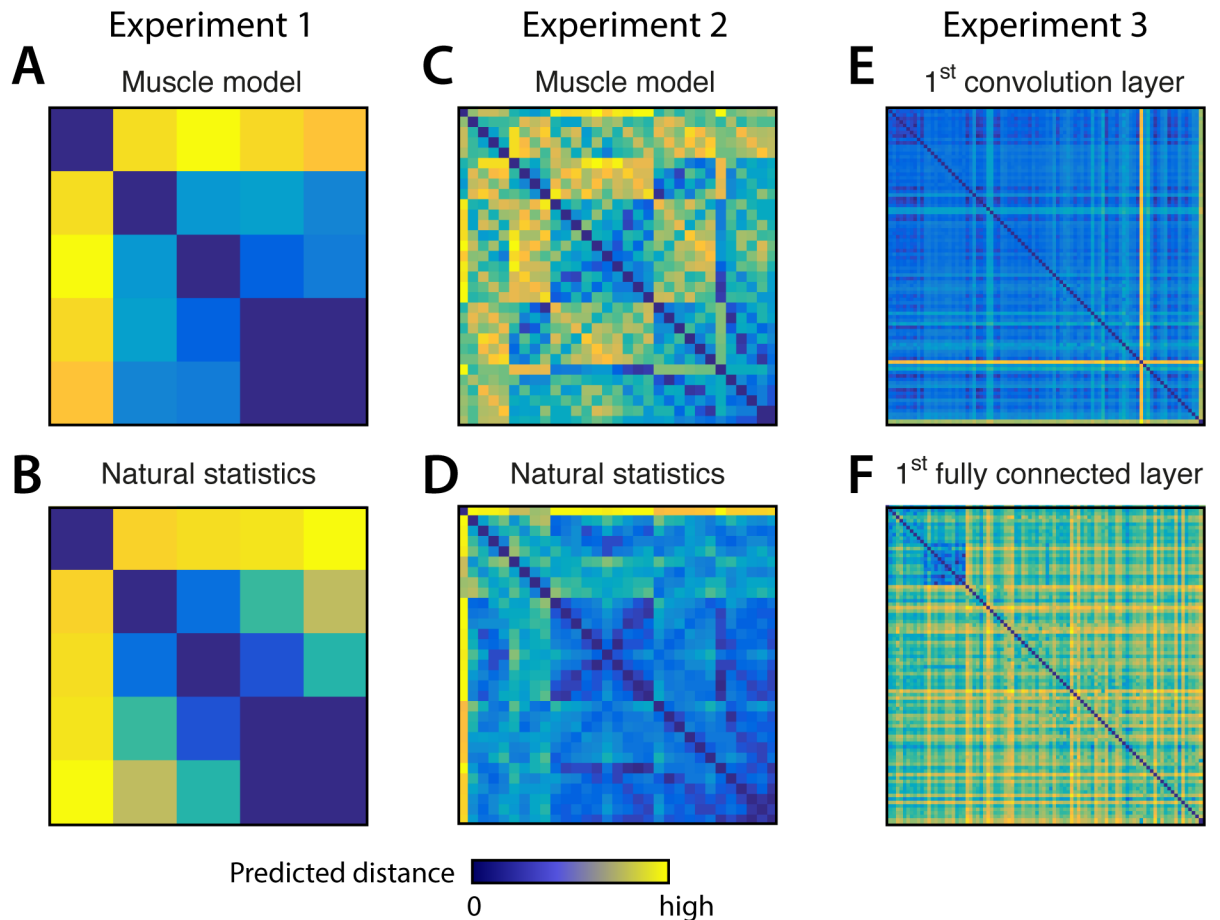 Experiment 1
Experiment 2
Experiment 3
A
Muscle model
C
Muscle model
E
1st convolution layer
B
Natural statistics
D
Natural statistics
F
1st fully connected layer
Predicted distance
0
high